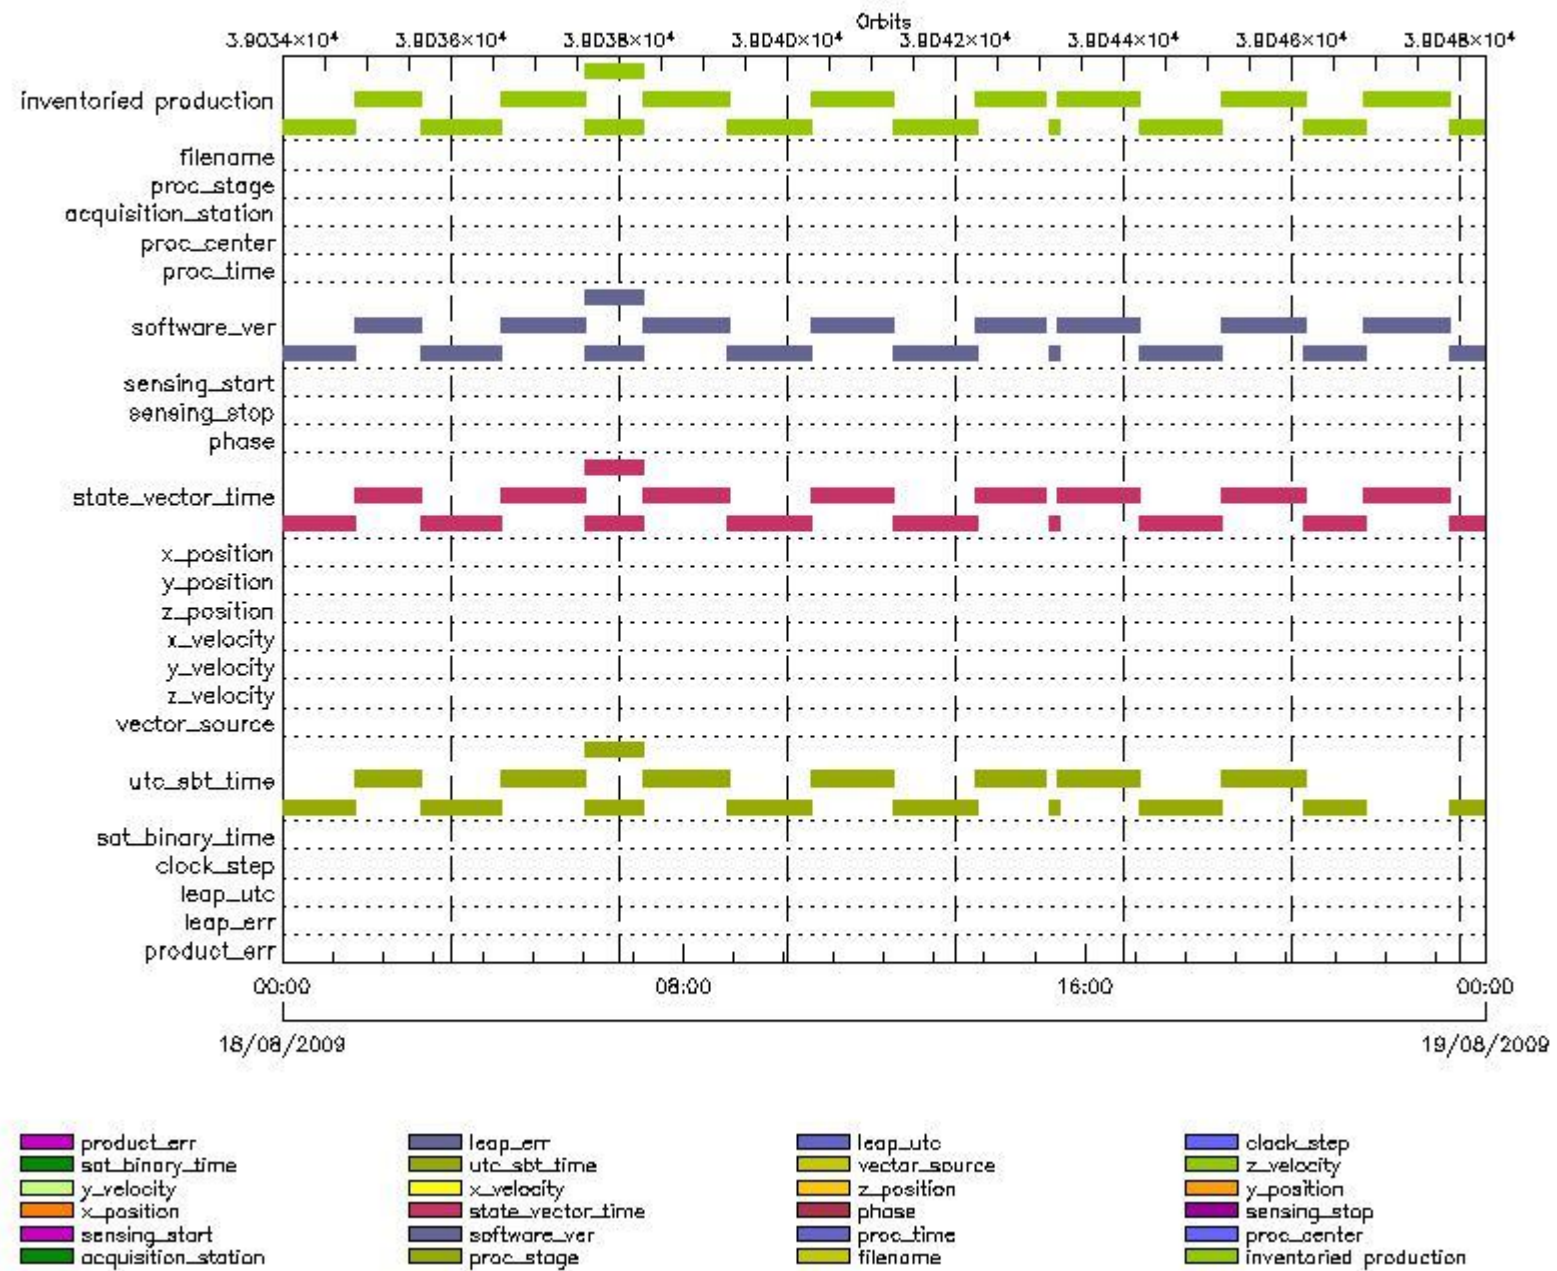 Orbits
3.9034×10⁴ 3.9036×10⁴ 3.9038×10⁴ 3.9040×10⁴ 3.9042×10⁴ 3.9044×10⁴ 3.9046×10⁴ 3.9048×10⁴
inventoried production
filename
proc_stage
acquisition_station
proc_center
proc_time
software_ver
sensing_start
sensing_stop
phase
state_vector_time
x_position
y_position
z_position
x_velocity
y_velocity
z_velocity
vector_source
utc_sbt_time
sat_binary_time
clock_step
leap_utc
leap_err
product_err
00:00 08:00 16:00 00:00
18/08/2009 19/08/2009
product_err leap_err leap_utc clock_step
sat_binary_time utc_sbt_time vector_source z_velocity
y_velocity x_velocity z_position y_position
x_position state_vector_time phase sensing_stop
sensing_start software_ver proc_time proc_center
acquisition_station proc_stage filename inventoried production